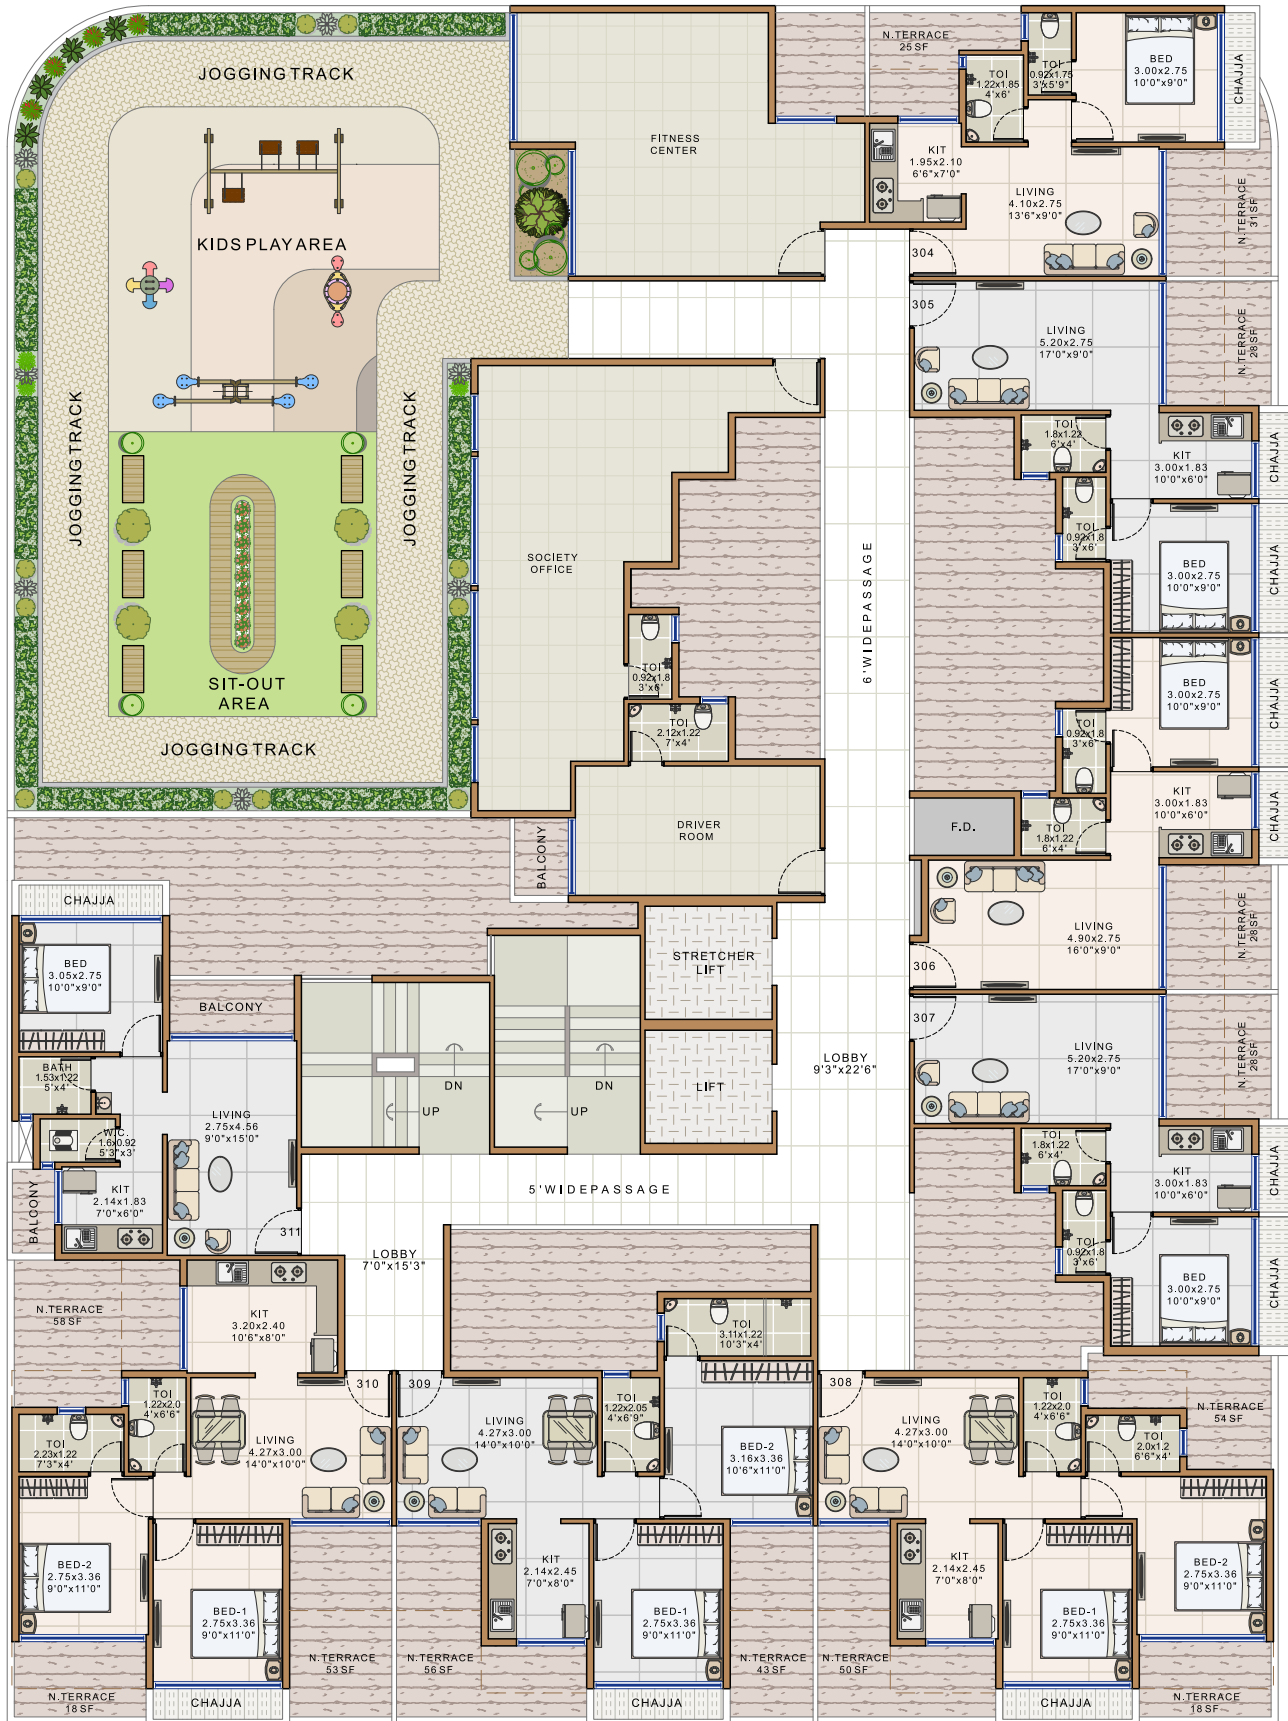 JOGGING TRACK
KIDS PLAY AREA
JOGGING TRACK
JOGGING TRACK
SIT-OUT
AREA
JOGGING TRACK
FITNESS
CENTER
N.TERRACE
25 SF
TOI
1.22x1.85
4'x6'
TOI
0.92x1.75
3'x5'9"
BED
3.00x2.75
10'0"x9'0"
CHAJJA
KIT
1.95x2.10
6'6"x7'0"
LIVING
4.10x2.75
13'6"x9'0"
N.TERRACE
31 SF
304
305
LIVING
5.20x2.75
17'0"x9'0"
N.TERRACE
28 SF
TOI
1.8x1.22
6'x4'
KIT
3.00x1.83
10'0"x6'0"
CHAJJA
TOI
0.92x1.8
3'x6'
BED
3.00x2.75
10'0"x9'0"
CHAJJA
SOCIETY
OFFICE
6' WIDE PASSAGE
TOI
0.92x1.8
3'x6'
TOI
2.12x1.22
7'x4'
BED
3.00x2.75
10'0"x9'0"
CHAJJA
TOI
0.92x1.8
3'x6'
KIT
3.00x1.83
10'0"x6'0"
CHAJJA
DRIVER
ROOM
BALCONY
F.D.
TOI
1.8x1.22
6'x4'
LIVING
4.90x2.75
16'0"x9'0"
N.TERRACE
28 SF
306
307
CHAJJA
BED
3.05x2.75
10'0"x9'0"
BALCONY
STRETCHER
LIFT
LIFT
DN
UP
DN
UP
LOBBY
9'3"x22'6"
LIVING
5.20x2.75
17'0"x9'0"
N.TERRACE
28 SF
BATH
1.53x1.22
5'x4'
W.C.
1.6x0.92
5'3"x3'
LIVING
2.75x4.56
9'0"x15'0"
KIT
2.14x1.83
7'0"x6'0"
BALCONY
311
5' WIDE PASSAGE
LOBBY
7'0"x15'3"
TOI
1.8x1.22
6'x4'
KIT
3.00x1.83
10'0"x6'0"
CHAJJA
TOI
0.92x1.8
3'x6'
BED
3.00x2.75
10'0"x9'0"
CHAJJA
N.TERRACE
58 SF
KIT
3.20x2.40
10'6"x8'0"
TOI
3.11x1.22
10'3"x4'
310
309
308
TOI
1.22x2.0
4'x6'6"
TOI
2.23x1.22
7'3"x4'
LIVING
4.27x3.00
14'0"x10'0"
LIVING
4.27x3.00
14'0"x10'0"
TOI
1.22x2.05
4'x6'9"
BED-2
3.16x3.36
10'6"x11'0"
LIVING
4.27x3.00
14'0"x10'0"
TOI
1.22x2.0
4'x6'6"
TOI
2.0x1.2
6'6"x4'
N.TERRACE
54 SF
BED-2
2.75x3.36
9'0"x11'0"
BED-1
2.75x3.36
9'0"x11'0"
KIT
2.14x2.45
7'0"x8'0"
BED-1
2.75x3.36
9'0"x11'0"
KIT
2.14x2.45
7'0"x8'0"
BED-1
2.75x3.36
9'0"x11'0"
BED-2
2.75x3.36
9'0"x11'0"
N.TERRACE
18 SF
CHAJJA
N.TERRACE
53 SF
N.TERRACE
56 SF
CHAJJA
N.TERRACE
43 SF
N.TERRACE
50 SF
CHAJJA
N.TERRACE
18 SF